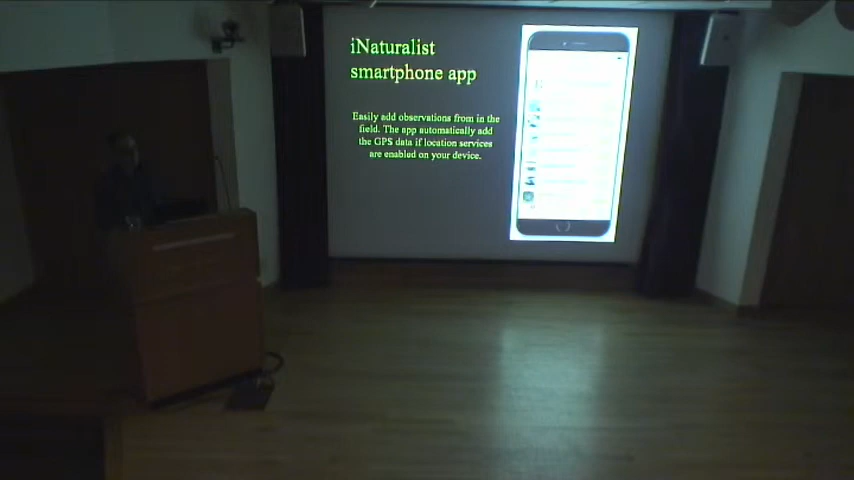 iNaturalist
smartphone app
Easily add observations from in the
field. The app automatically add
the GPS data if location services
are enabled on your device.